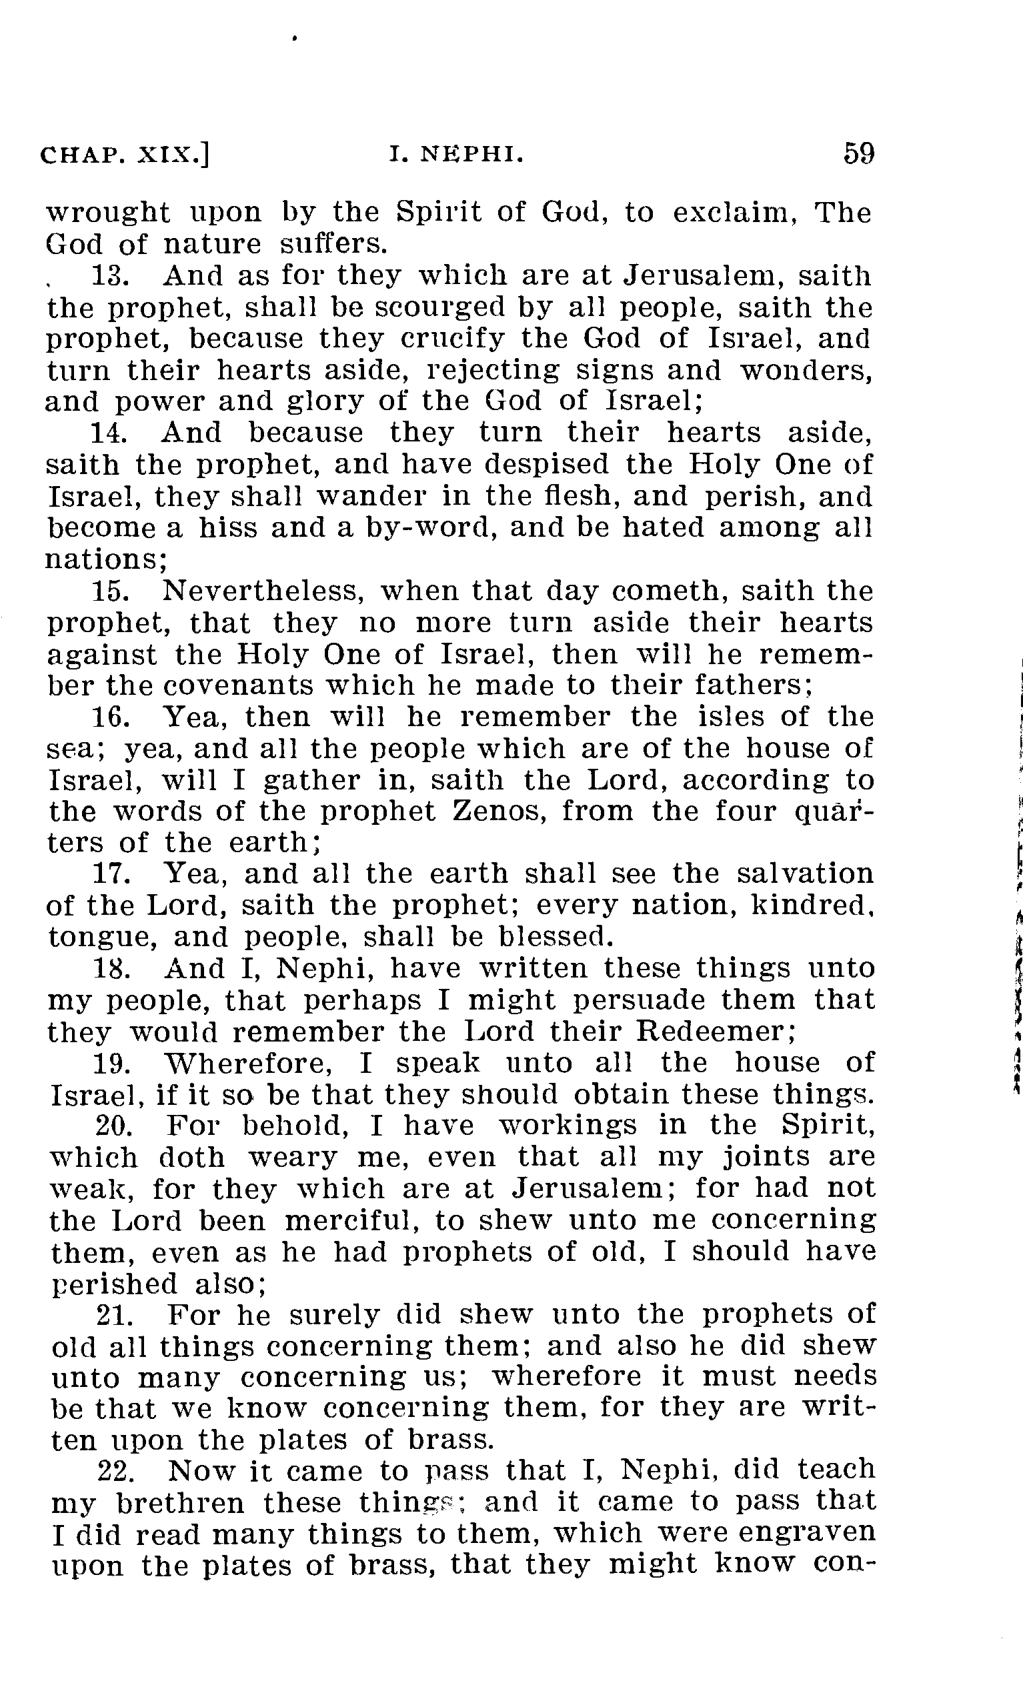 CHAP. XIX.] I. NEPHI. 59
wrought upon by the Spirit of God, to exclaim, The
God of nature suffers.
13. And as for they which are at Jerusalem, saith
the prophet, shall be scourged by all people, saith the
prophet, because they crucify the God of Israel, and
turn their hearts aside, rejecting signs and wonders,
and power and glory of the God of Israel;
14. And because they turn their hearts aside,
saith the prophet, and have despised the Holy One of
Israel, they shall wander in the flesh, and perish, and
become a hiss and a by-word, and be hated among all
nations;
15. Nevertheless, when that day cometh, saith the
prophet, that they no more turn aside their hearts
against the Holy One of Israel, then will he remem-
ber the covenants which he made to their fathers;
16. Yea, then will he remember the isles of the
sea; yea, and all the people which are of the house of
Israel, will I gather in, saith the Lord, according to
the words of the prophet Zenos, from the four quar-
ters of the earth;
17. Yea, and all the earth shall see the salvation
of the Lord, saith the prophet; every nation, kindred,
tongue, and people, shall be blessed.
18. And I, Nephi, have written these things unto
my people, that perhaps I might persuade them that
they would remember the Lord their Redeemer;
19. Wherefore, I speak unto all the house of
Israel, if it so be that they should obtain these things.
20. For behold, I have workings in the Spirit,
which doth weary me, even that all my joints are
weak, for they which are at Jerusalem; for had not
the Lord been merciful, to shew unto me concerning
them, even as he had prophets of old, I should have
perished also;
21. For he surely did shew unto the prophets of
old all things concerning them; and also he did shew
unto many concerning us; wherefore it must needs
be that we know concerning them, for they are writ-
ten upon the plates of brass.
22. Now it came to pass that I, Nephi, did teach
my brethren these things; and it came to pass that
I did read many things to them, which were engraven
upon the plates of brass, that they might know con-